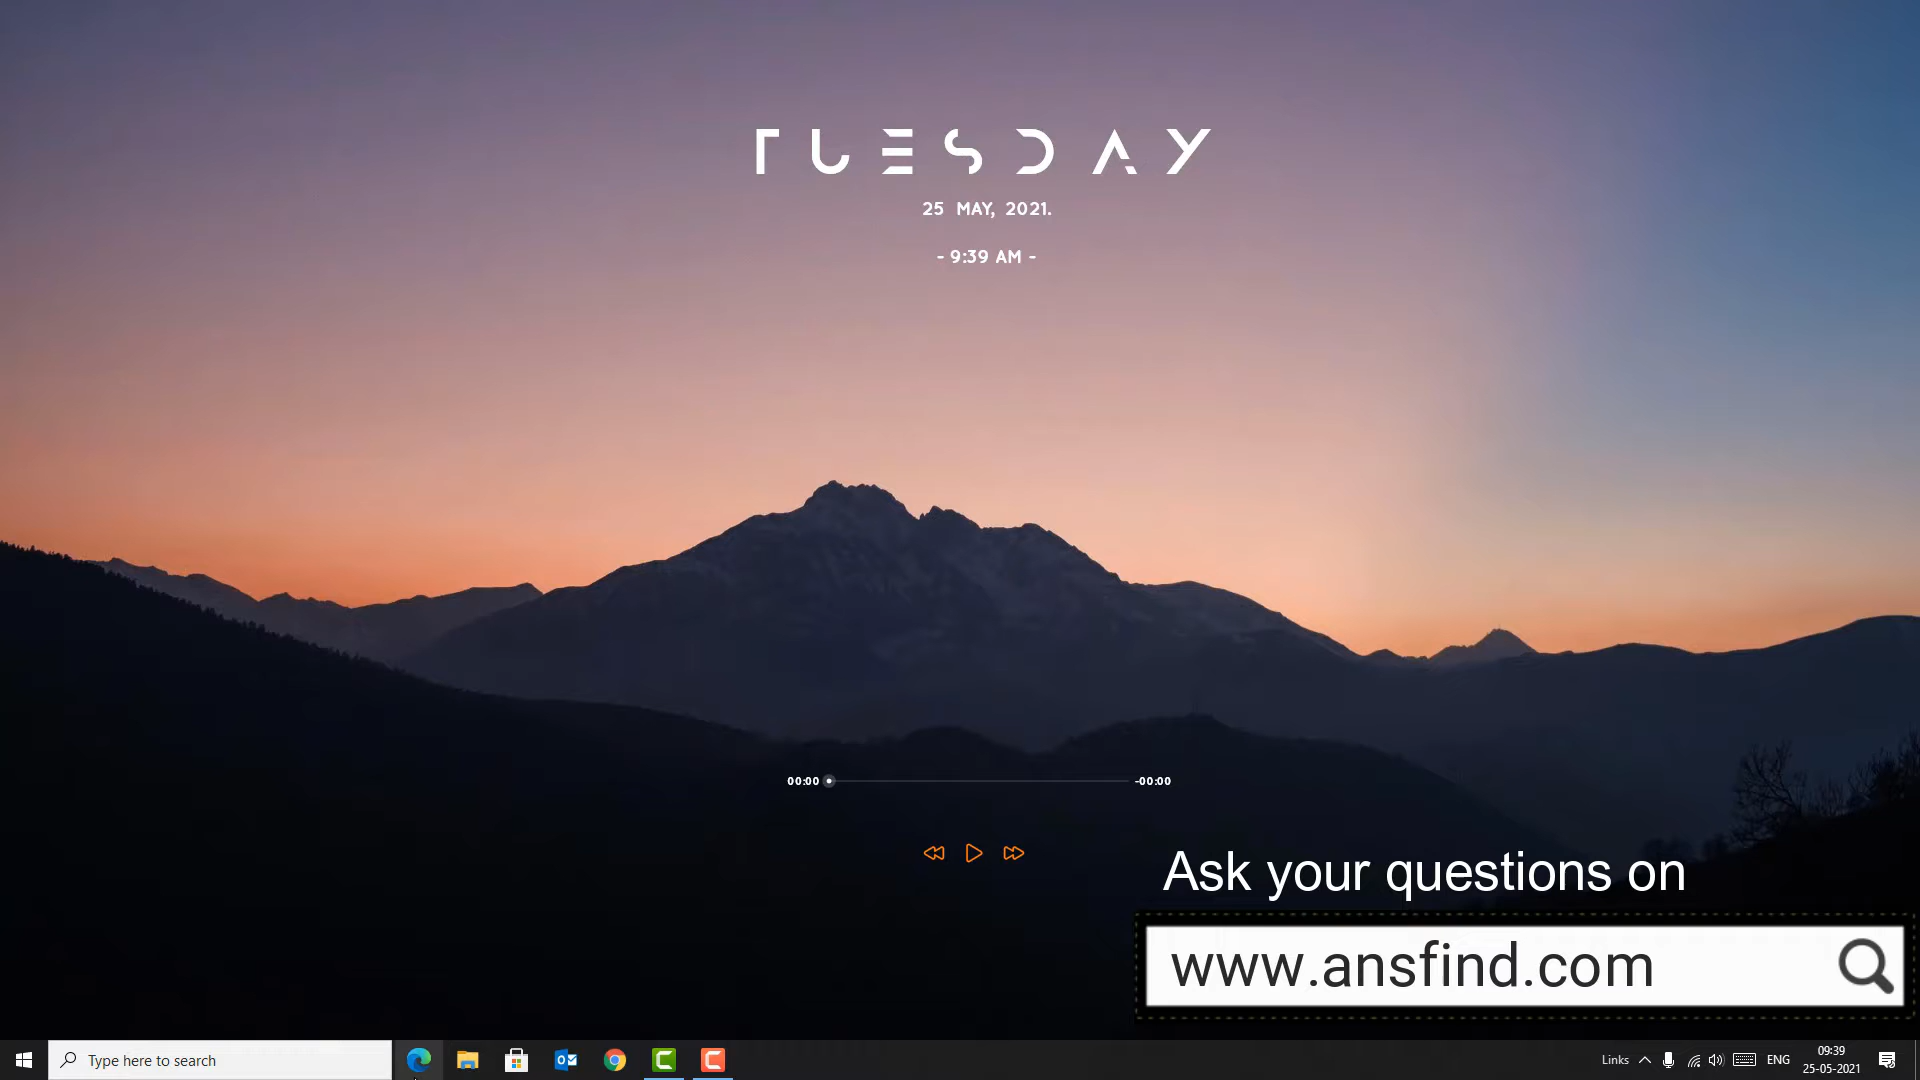 TUESDAY
25 MAY, 2021.
- 9:39 AM -
00:00 -00:00
Ask your questions on
www.ansfind.com
Type here to search
Links
ENG
09:39
25-05-2021